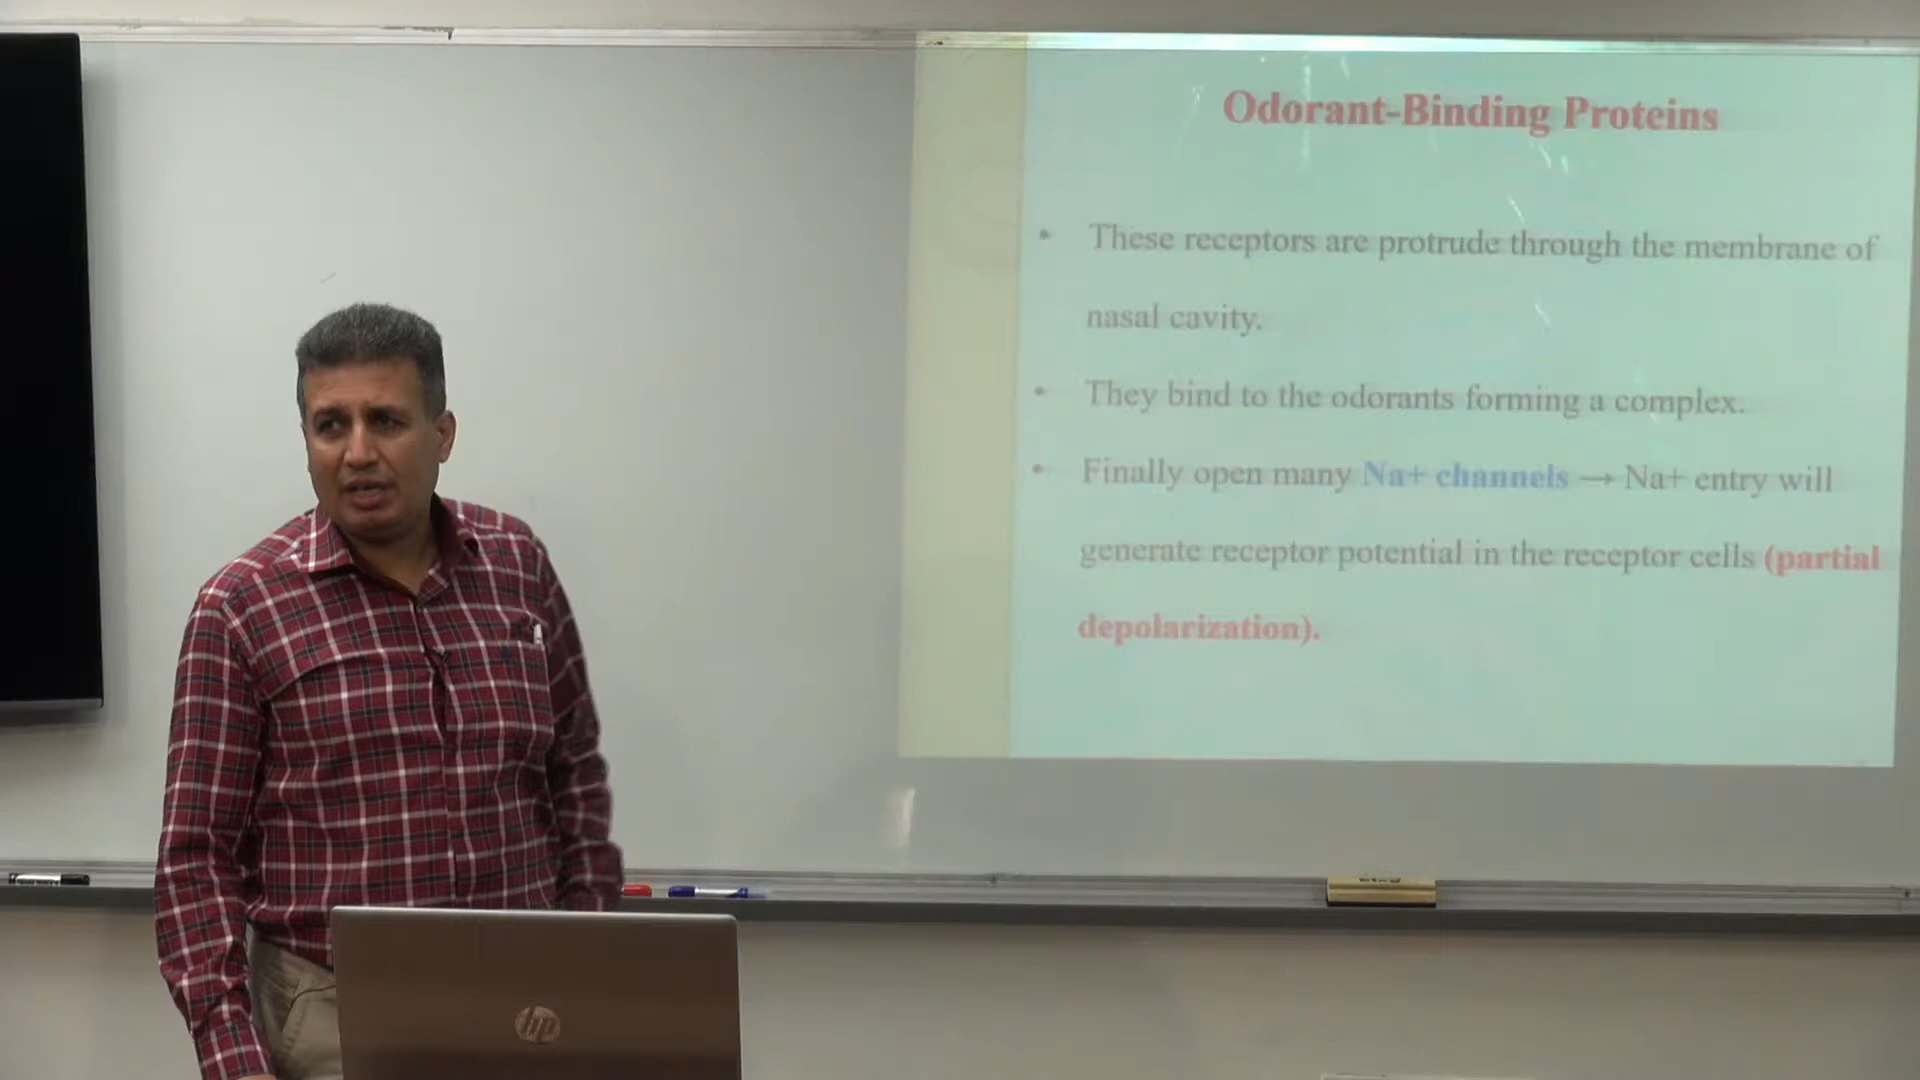 Odorant-Binding Proteins
• These receptors are protrude through the membrane of
nasal cavity.
• They bind to the odorants forming a complex.
• Finally open many Na+ channels → Na+ entry will
generate receptor potential in the receptor cells (partial
depolarization).
hp